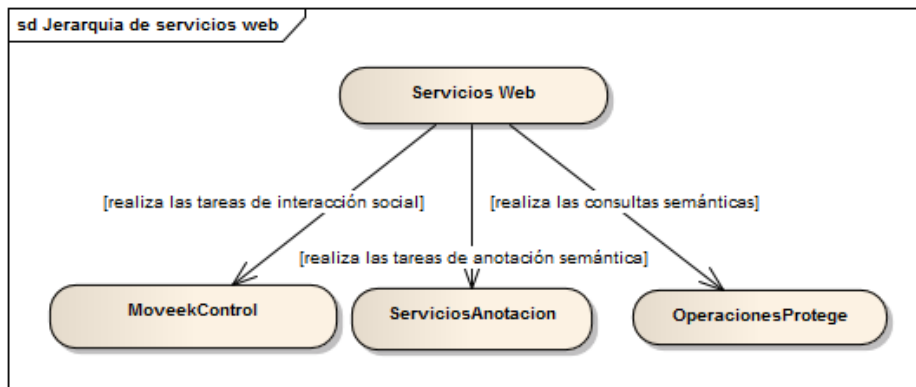 sd Jerarquia de servicios web
Servicios Web
[realiza las tareas de interacción social]
[realiza las consultas semánticas]
[realiza las tareas de anotación semántica]
MoveekControl
ServiciosAnotacion
OperacionesProtege